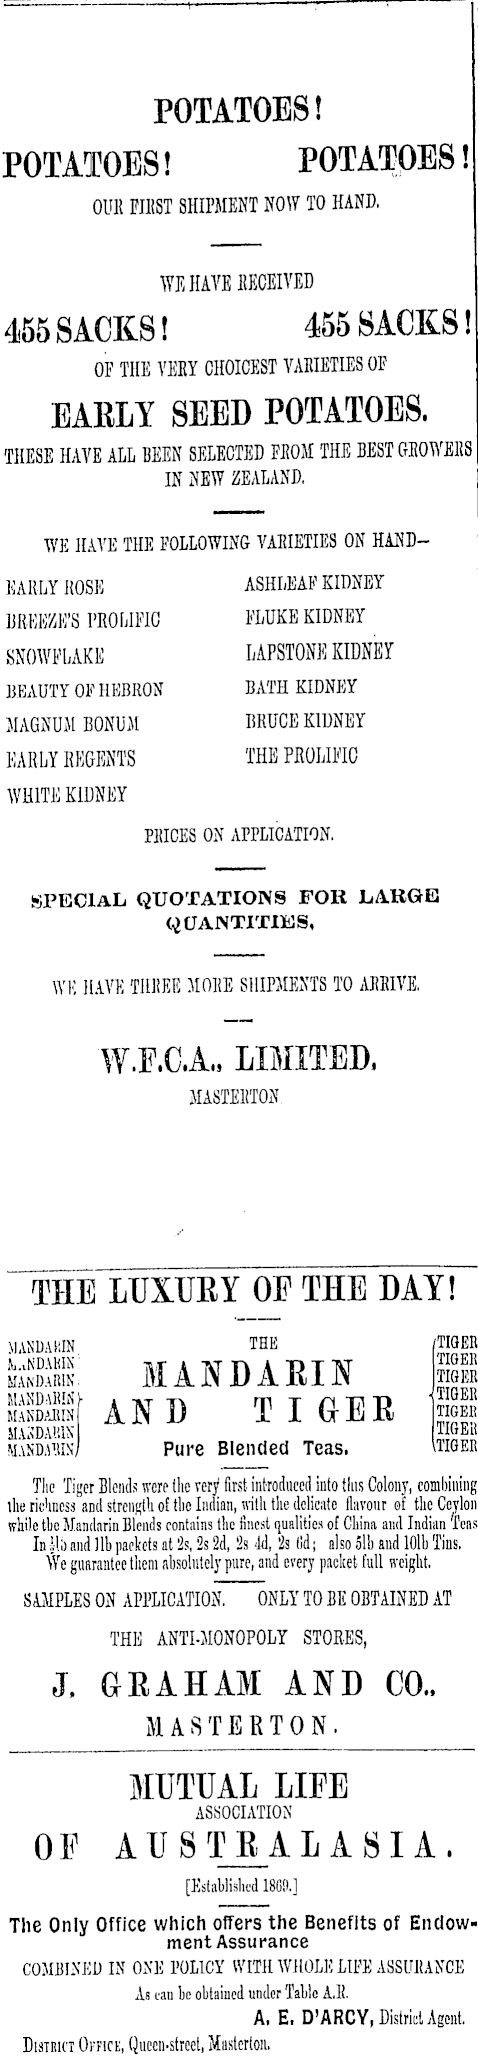 POTATOES!
POTATOES! POTATOES!
OUR FIRST SHIPMENT NOW TO HAND.
WE HAVE RECEIVED
455 SACKS! 455 SACKS!
OF THE VERY CHOICEST VARIETIES OF
EARLY SEED POTATOES.
THESE HAVE ALL BEEN SELECTED FROM THE BEST GROWERS
IN NEW ZEALAND.
WE HAVE THE FOLLOWING VARIETIES ON HAND—
EARLY ROSE
BREEZE'S PROLIFIC
SNOWFLAKE
BEAUTY OF HEBRON
MAGNUM BONUM
EARLY REGENTS
WHITE KIDNEY
ASHLEAF KIDNEY
FLUKE KIDNEY
LAPSTONE KIDNEY
BATH KIDNEY
BRUCE KIDNEY
THE PROLIFIC
PRICES ON APPLICATION.
SPECIAL QUOTATIONS FOR LARGE
QUANTITIES,
WE HAVE THREE MORE SHIPMENTS TO ARRIVE.
W.F.C.A., LIMITED,
MASTERTON
THE LUXURY OF THE DAY!
MANDARIN
MANDARIN
MANDARIN
MANDARIN
MANDARIN
MANDARIN
MANDARIN
THE
MANDARIN
AND TIGER
Pure Blended Teas.
TIGER
TIGER
TIGER
TIGER
TIGER
TIGER
TIGER
The Tiger Blends were the very first introduced into this Colony, combining
the richness and strength of the Indian, with the delicate flavour of the Ceylon
while the Mandarin Blends contains the finest qualities of China and Indian Teas
In ½lb and 1lb packets at 2s, 2s 2d, 2s 4d, 2s 6d; also 5lb and 10lb Tins.
We guarantee them absolutely pure, and every packet full weight.
SAMPLES ON APPLICATION. ONLY TO BE OBTAINED AT
THE ANTI-MONOPOLY STORES,
J. GRAHAM AND CO.,
MASTERTON.
MUTUAL LIFE
ASSOCIATION
OF AUSTRALASIA.
[Established 1869.]
The Only Office which offers the Benefits of Endow-
ment Assurance
COMBINED IN ONE POLICY WITH WHOLE LIFE ASSURANCE
As can be obtained under Table A.R.
A. E. D'ARCY, District Agent.
DISTRICT OFFICE, Queen-street, Masterton.